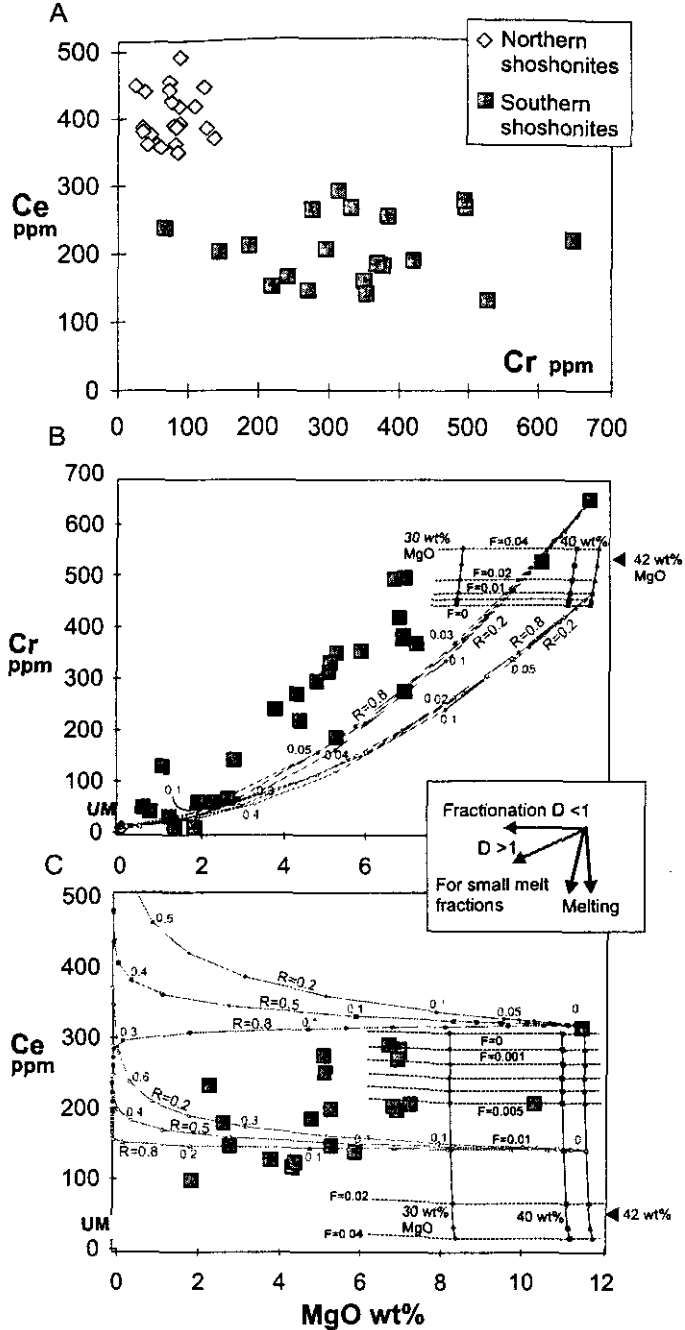 A
Northern
shoshonites
Southern
shoshonites
500
400
300
200
100
0
Ce
ppm
Cr ppm
0 100 200 300 400 500 600 700
B
700
600
500
400
300
200
100
UM
0
Cr
ppm
30 wt%
MgO
F=0.04
40 wt%
42 wt%
MgO
F=0.02
F=0.01
F=0
0.03
R=0.2
R=0.8
R=0.2
0.1
0.05
R=0.8
0.02
0.1
0.05
0.04
0.1
0.3
0.4
0 2 4 6
Fractionation D <1
D >1
For small melt
fractions
Melting
C
500
400
300
200
100
UM
0
Ce
ppm
0.5
0.4
R=0.2
R=0.5
0.1
0.1
0.05
0
R=0.8
0.3
F=0
F=0.001
0.6
R=0.2
F=0.005
0.4
R=0.5
0.3
0.1
0.1
F=0.01
0
R=0.8
0.2
0.1
F=0.02
30 wt%
MgO
40 wt%
42 wt%
F=0.04
0 2 4 6 8 10 12
MgO wt%